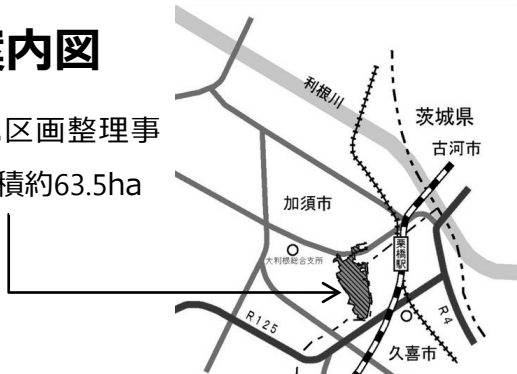 案内図
区画整理事
積約63.5ha
利根川
茨城県
古河市
加須市
大利根総合支所
栗橋駅
R125
R4
久喜市